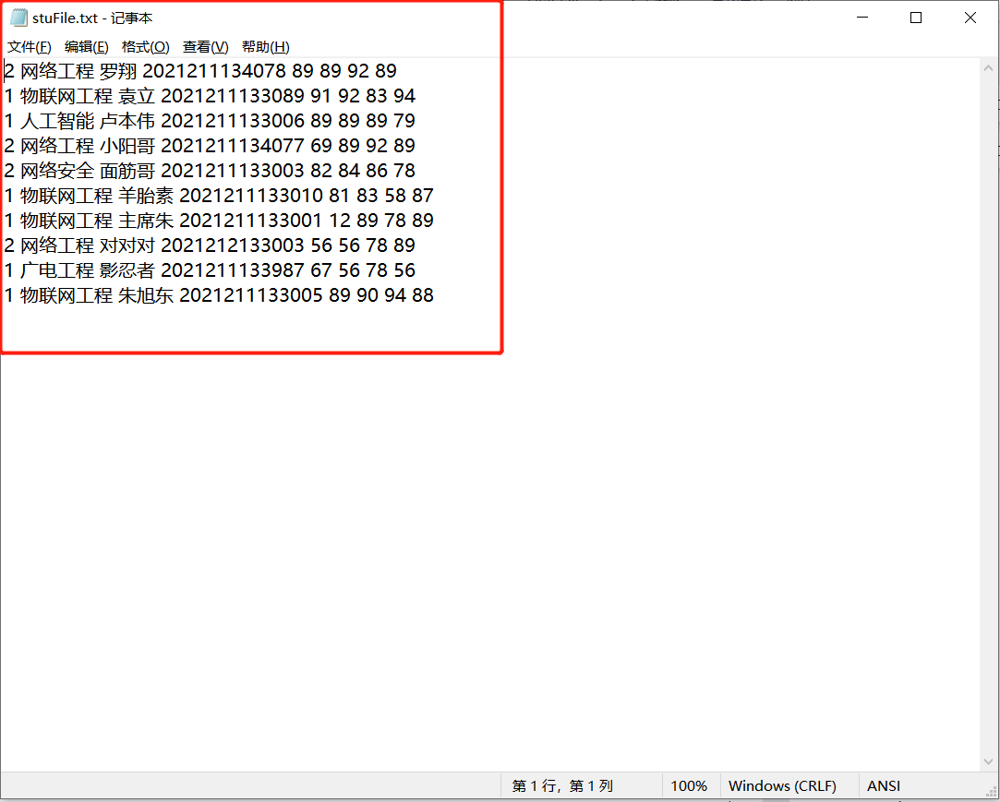 stuFile.txt - 记事本
文件(F) 编辑(E) 格式(O) 查看(V) 帮助(H)
2 网络工程 罗翔 2021211134078 89 89 92 89
1 物联网工程 袁立 2021211133089 91 92 83 94
1 人工智能 卢本伟 2021211133006 89 89 89 79
2 网络工程 小阳哥 2021211134077 69 89 92 89
2 网络安全 面筋哥 2021211133003 82 84 86 78
1 物联网工程 羊胎素 2021211133010 81 83 58 87
1 物联网工程 主席朱 2021211133001 12 89 78 89
2 网络工程 对对对 2021212133003 56 56 78 89
1 广电工程 影忍者 2021211133987 67 56 78 56
1 物联网工程 朱旭东 2021211133005 89 90 94 88
第 1 行，第 1 列 100% Windows (CRLF) ANSI